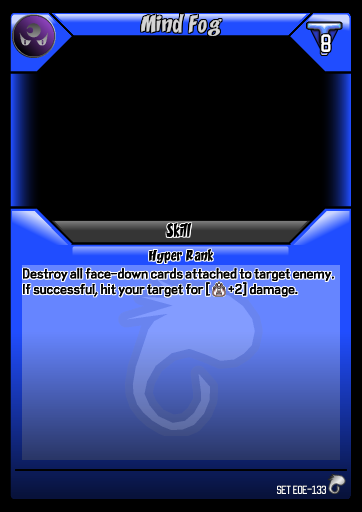 Mind Fog
8
Skill
Hyper Rank
Destroy all face-down cards attached to target enemy.
If successful, hit your target for [ +2] damage.
SET EOE-133